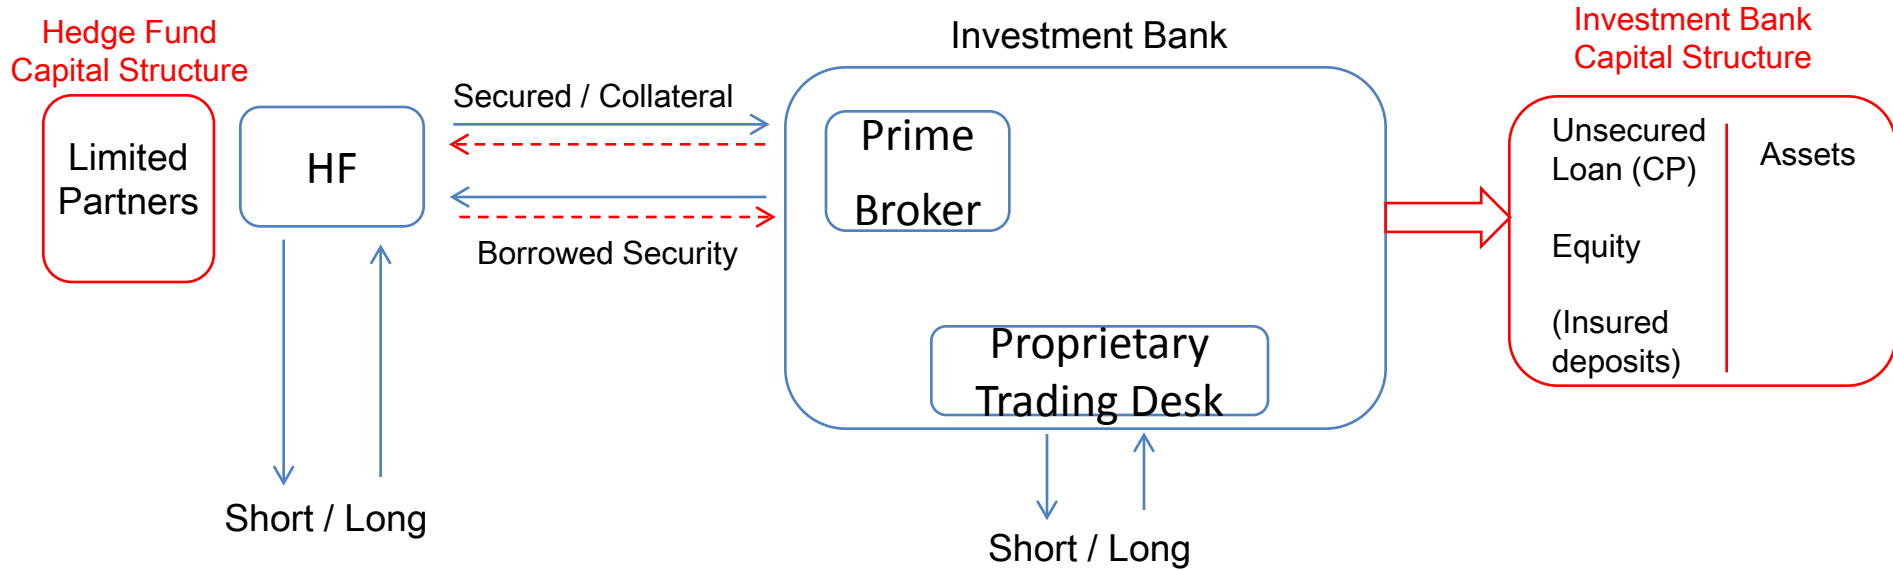 Hedge Fund
Capital Structure
Limited
Partners
HF
Secured / Collateral
Borrowed Security
Short / Long
Investment Bank
Prime
Broker
Proprietary
Trading Desk
Short / Long
Investment Bank
Capital Structure
Unsecured
Loan (CP)
Equity
(Insured
deposits)
Assets